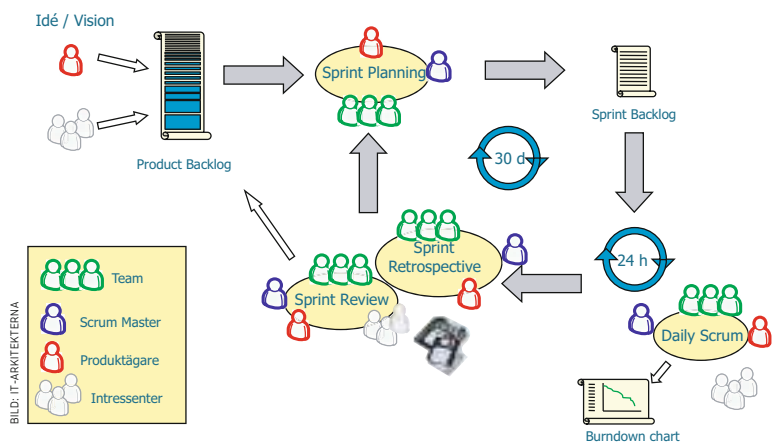 Idé / Vision
Product Backlog
Sprint Planning
Sprint Backlog
30 d
24 h
Sprint
Retrospective
Sprint Review
Daily Scrum
Burndown chart
Team
Scrum Master
Produktägare
Intressenter
BILD: IT-ARKITEKTERNA